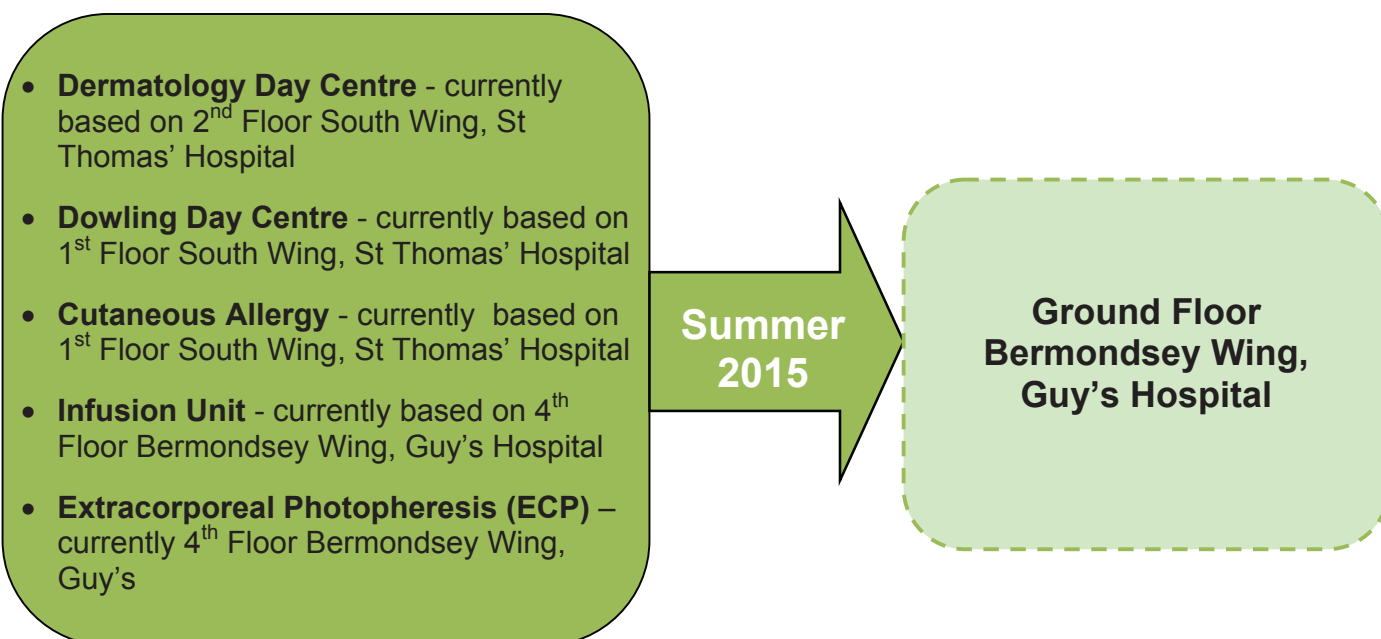 • Dermatology Day Centre - currently
based on 2nd Floor South Wing, St
Thomas’ Hospital
• Dowling Day Centre - currently based on
1st Floor South Wing, St Thomas’ Hospital
• Cutaneous Allergy - currently  based on
1st Floor South Wing, St Thomas’ Hospital
• Infusion Unit - currently based on 4th
Floor Bermondsey Wing, Guy’s Hospital
• Extracorporeal Photopheresis (ECP) –
currently 4th Floor Bermondsey Wing,
Guy’s
Summer
2015
Ground Floor
Bermondsey Wing,
Guy’s Hospital